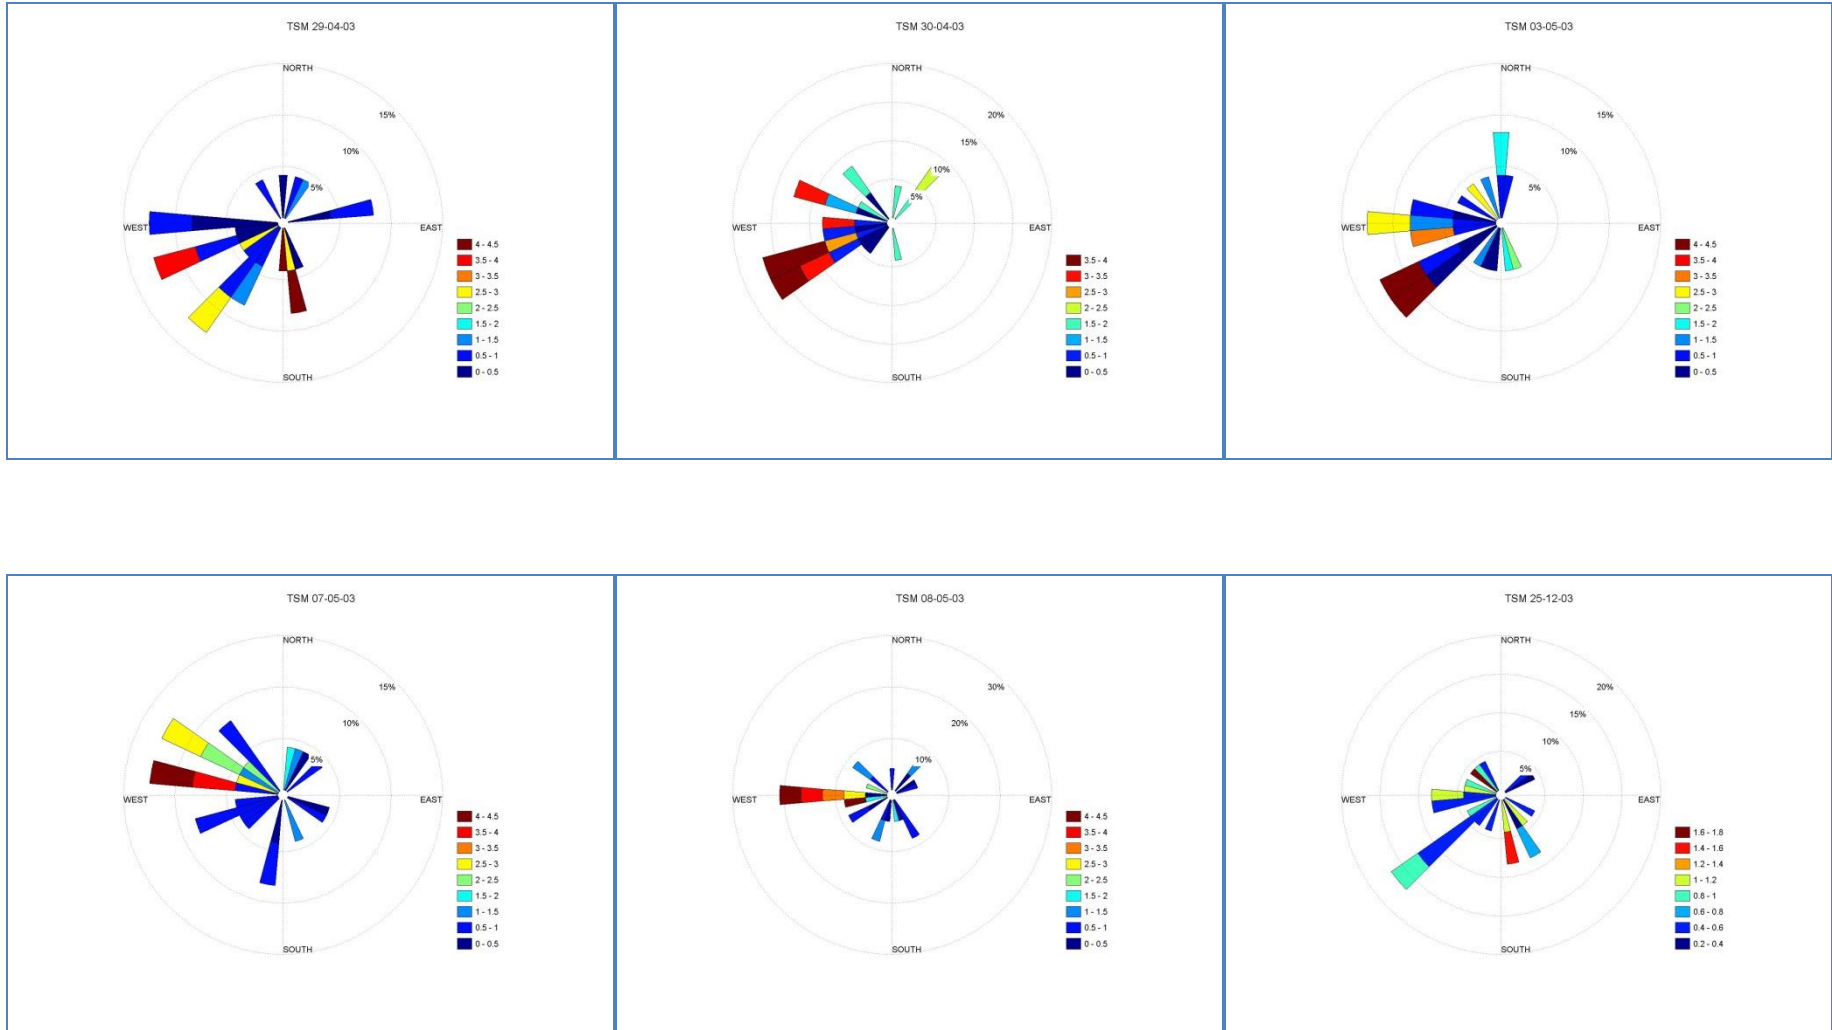 TSM 29-04-03
NORTH
15%
10%
5%
WEST
EAST
SOUTH
4 - 4.5
3.5 - 4
3 - 3.5
2.5 - 3
2 - 2.5
1.5 - 2
1 - 1.5
0.5 - 1
0 - 0.5
TSM 30-04-03
NORTH
20%
15%
10%
5%
WEST
EAST
SOUTH
3.5 - 4
3 - 3.5
2.5 - 3
2 - 2.5
1.5 - 2
1 - 1.5
0.5 - 1
0 - 0.5
TSM 03-05-03
NORTH
15%
10%
5%
WEST
EAST
SOUTH
4 - 4.5
3.5 - 4
3 - 3.5
2.5 - 3
2 - 2.5
1.5 - 2
1 - 1.5
0.5 - 1
0 - 0.5
TSM 07-05-03
NORTH
15%
10%
5%
WEST
EAST
SOUTH
4 - 4.5
3.5 - 4
3 - 3.5
2.5 - 3
2 - 2.5
1.5 - 2
1 - 1.5
0.5 - 1
0 - 0.5
TSM 08-05-03
NORTH
30%
20%
10%
WEST
EAST
SOUTH
4 - 4.5
3.5 - 4
3 - 3.5
2.5 - 3
2 - 2.5
1.5 - 2
1 - 1.5
0.5 - 1
0 - 0.5
TSM 25-12-03
NORTH
20%
15%
10%
5%
WEST
EAST
SOUTH
1.6 - 1.8
1.4 - 1.6
1.2 - 1.4
1 - 1.2
0.8 - 1
0.6 - 0.8
0.4 - 0.6
0.2 - 0.4